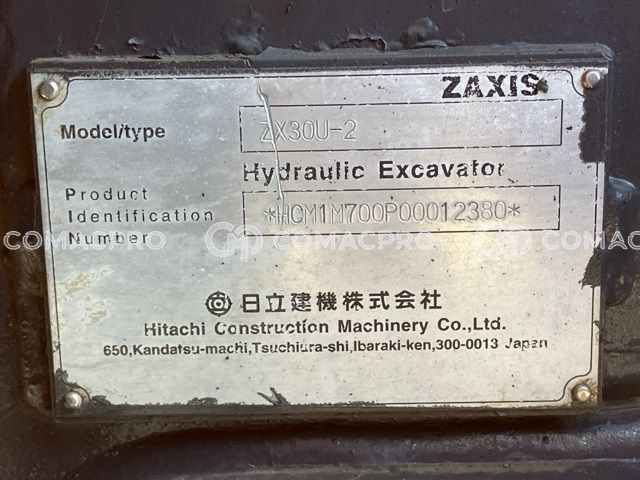 ZAXIS
Model/type ZX30U-2
Hydraulic Excavator
Product
Identification *HCM1M700P00012380*
Number
COMACPRO COMACPRO COMACPRO
日立建機株式会社
Hitachi Construction Machinery Co.,Ltd.
650,Kandatsu-machi,Tsuchiura-shi,Ibaraki-ken,300-0013 Japan